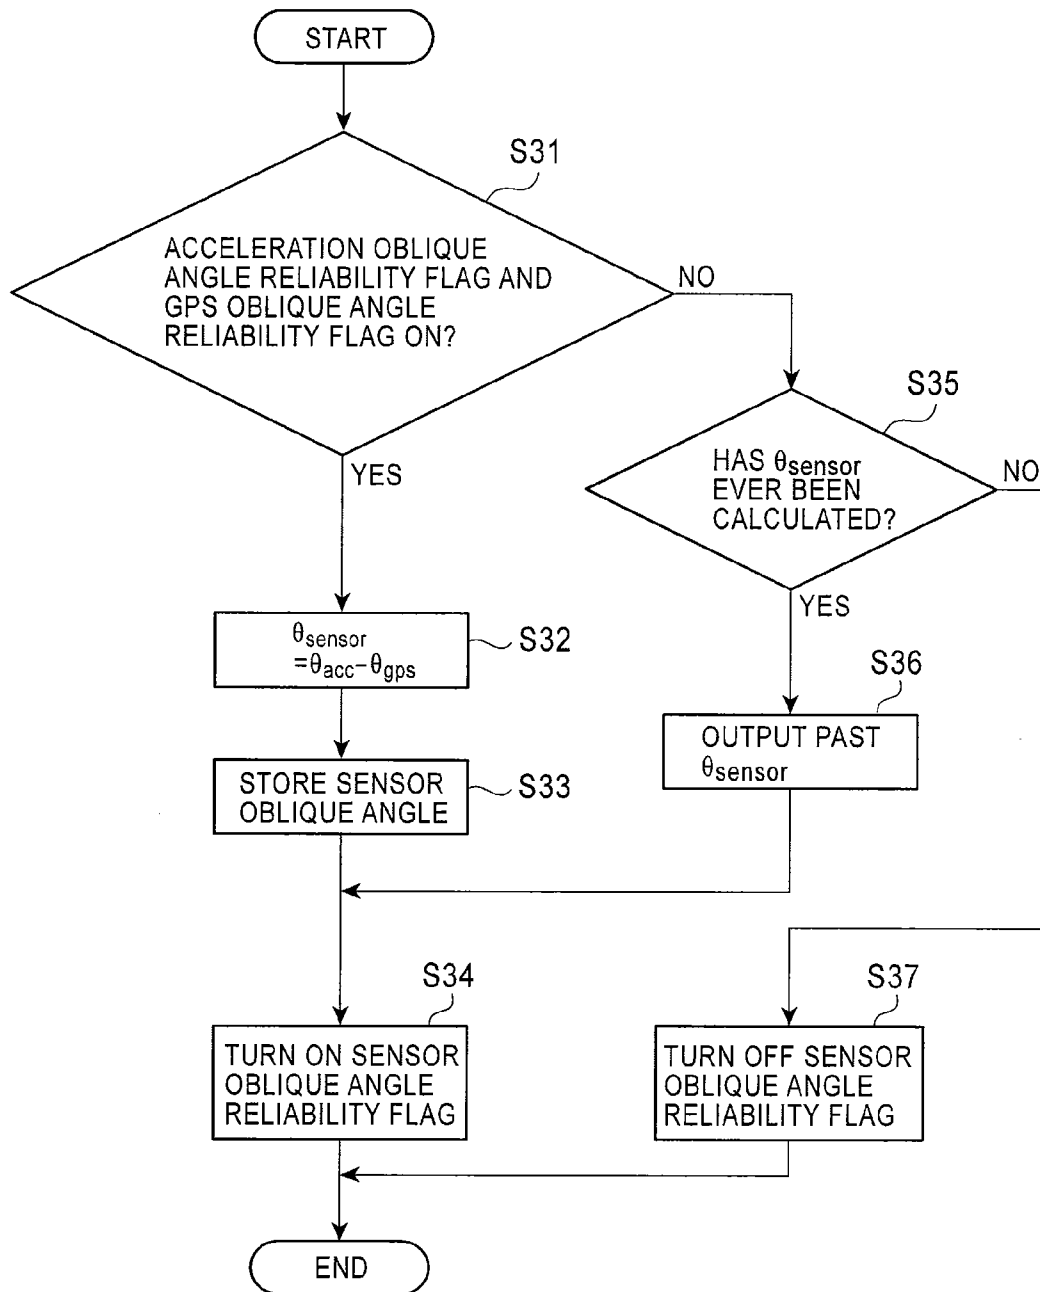 START
S31
ACCELERATION OBLIQUE
ANGLE RELIABILITY FLAG AND
GPS OBLIQUE ANGLE
RELIABILITY FLAG ON?
NO
YES
S35
HAS θsensor
EVER BEEN
CALCULATED?
NO
YES
θsensor
=θacc−θgps
S32
S36
OUTPUT PAST
θsensor
STORE SENSOR
OBLIQUE ANGLE
S33
S34
TURN ON SENSOR
OBLIQUE ANGLE
RELIABILITY FLAG
S37
TURN OFF SENSOR
OBLIQUE ANGLE
RELIABILITY FLAG
END